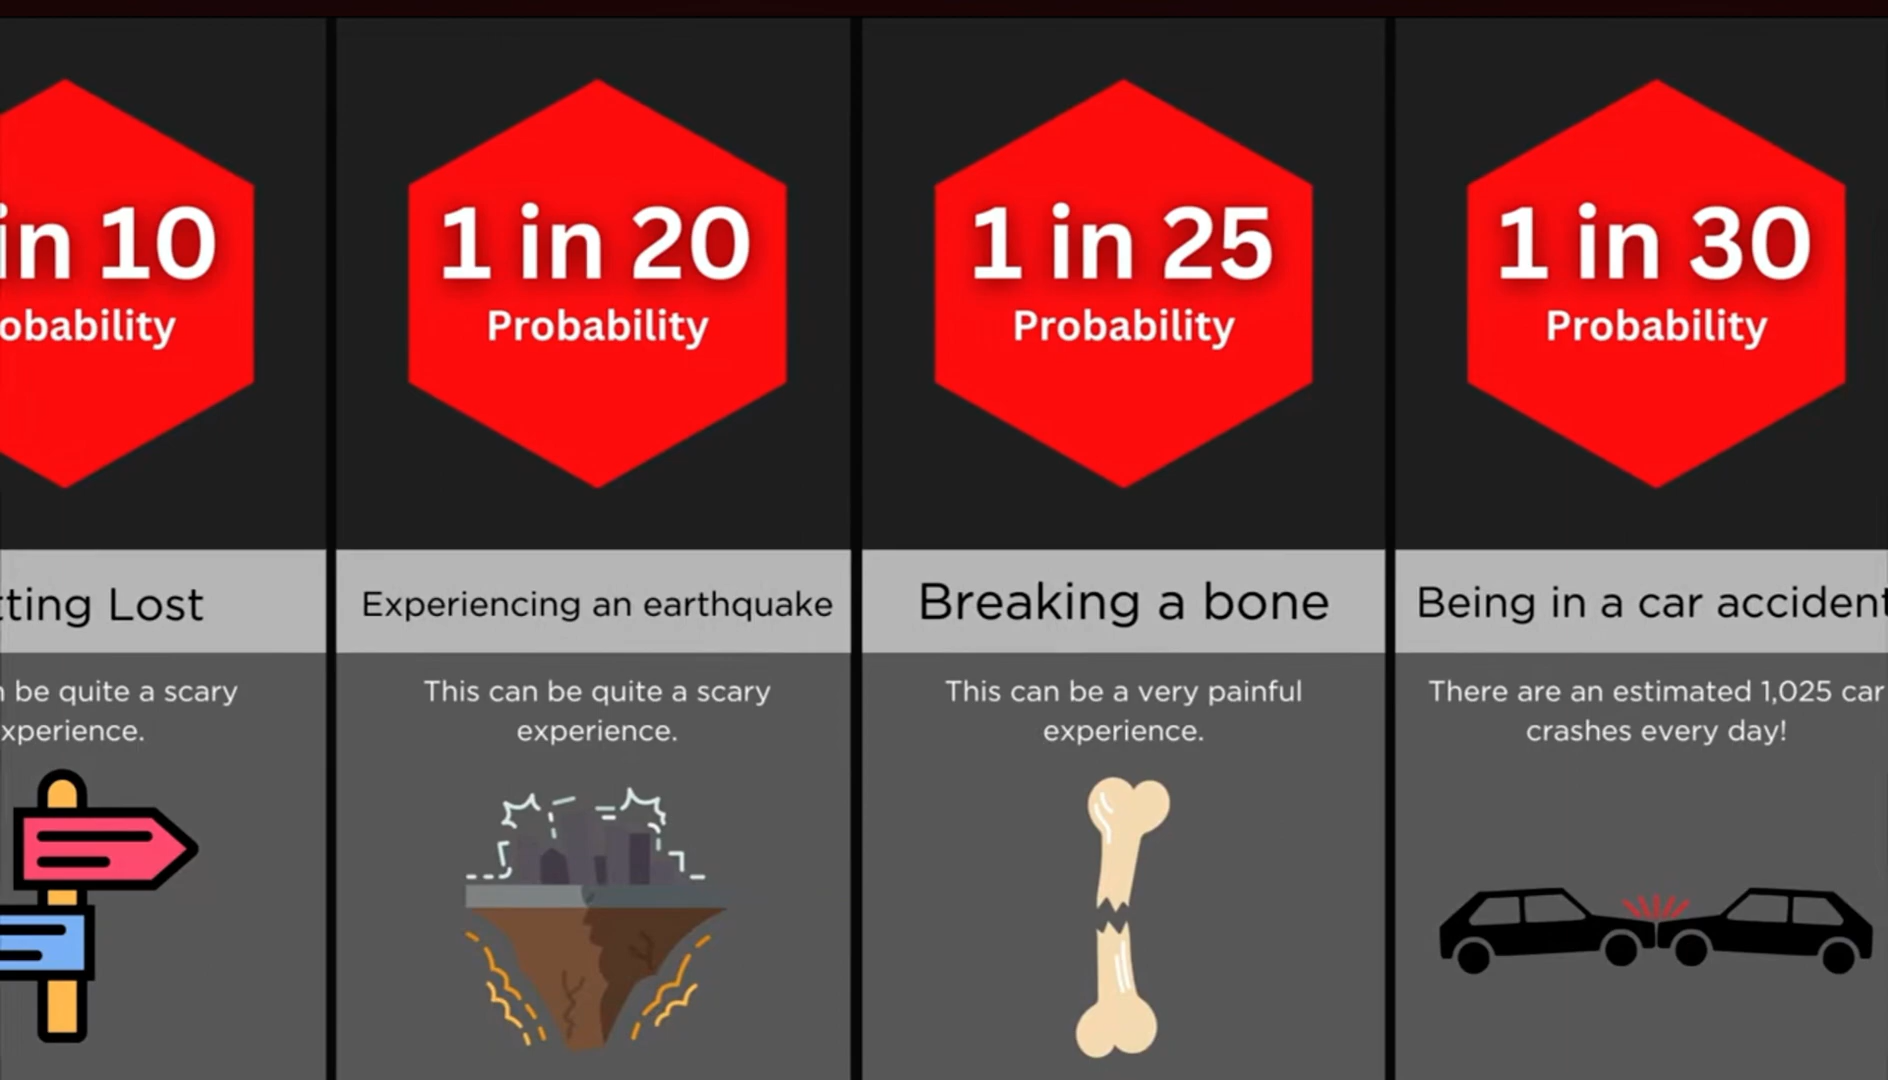 in 10
obability
tting Lost
be quite a scary
xperience.
1 in 20
Probability
Experiencing an earthquake
This can be quite a scary
experience.
1 in 25
Probability
Breaking a bone
This can be a very painful
experience.
1 in 30
Probability
Being in a car accident
There are an estimated 1,025 car
crashes every day!